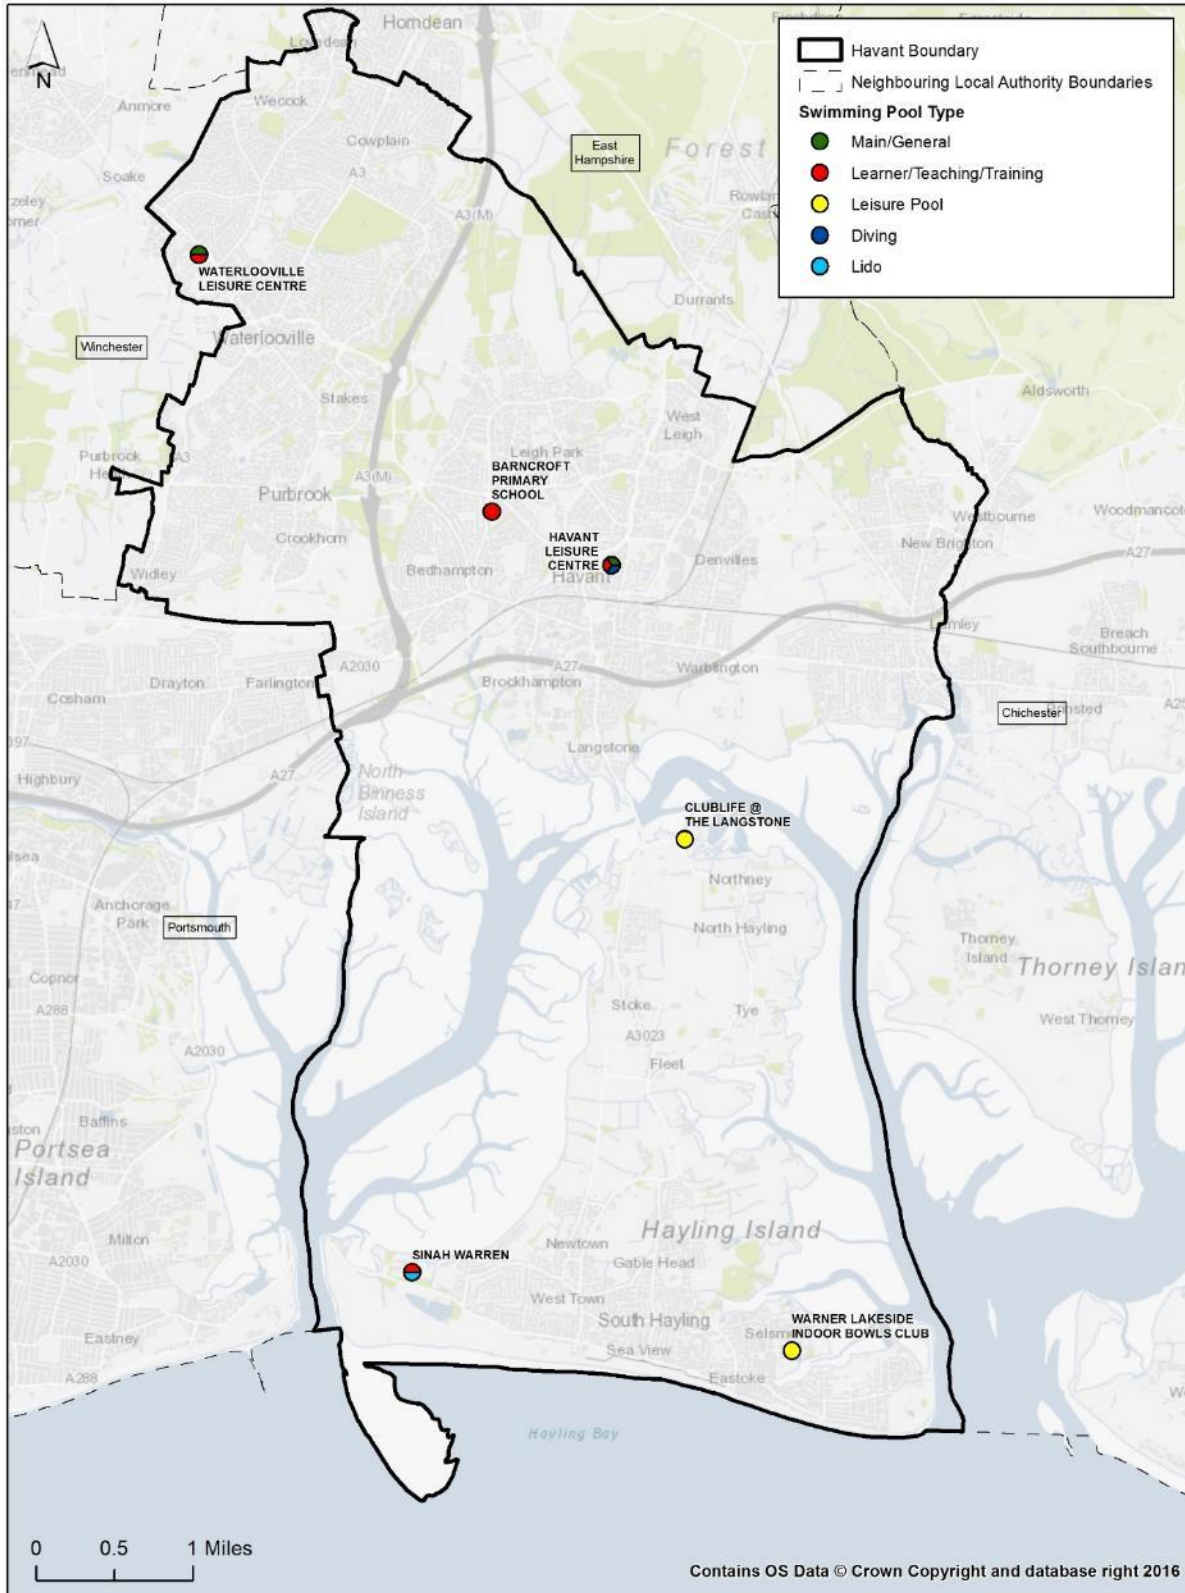 Horndean
Lovedean
N
Anmore
Wecock
Cowplain
A3
Soake
East
Hampshire
Forest
A3(M)
Havant Boundary
Neighbouring Local Authority Boundaries
Swimming Pool Type
Main/General
Learner/Teaching/Training
Leisure Pool
Diving
Lido
WATERLOOVILLE
LEISURE CENTRE
Durrants
Winchester
Waterlooville
Stakes
Aldsworth
West
Leigh
Purbrook
A3
Leigh Park
BARNCROFT
PRIMARY
SCHOOL
A3(M)
Purbrook
Crookhorn
Westbourne
Woodmancote
New Brighton
A27
HAVANT
LEISURE
CENTRE
Havant
Denvilles
Bedhampton
Widley
Lumley
Breach
Southbourne
A2030
A27
Warblington
Cosham
Drayton
Farlington
Brockhampton
Chichester
Langstone
Highbury
A27
North
Binness
Island
CLUBLIFE @
THE LANGSTONE
Northney
Anchorage
Park
Portsmouth
North Hayling
Thorney
Island
Thorney Islan
Copnor
A288
Stoke
Tye
West Thorney
A3023
A2030
Fleet
Baffins
Portsea
Island
Milton
A2030
SINAH WARREN
Newtown
Hayling Island
Gable Head
West Town
South Hayling
WARNER LAKESIDE
INDOOR BOWLS CLUB
Sea View
Eastney
Eastoke
A288
Hayling Bay
0 0.5 1 Miles
Contains OS Data © Crown Copyright and database right 2016